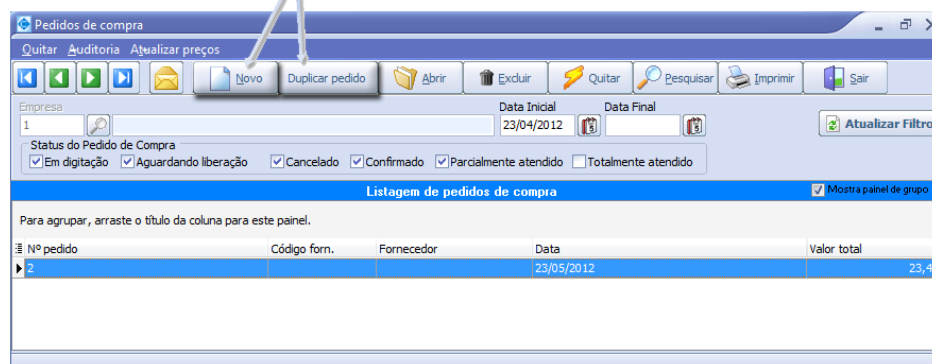 Pedidos de compra
Quitar Auditoria Atualizar preços
Novo Duplicar pedido Abrir Excluir Quitar Pesquisar Imprimir Sair
Empresa Data Inicial Data Final
1 23/04/2012 Atualizar Filtro
Status do Pedido de Compra
Em digitação Aguardando liberação Cancelado Confirmado Parcialmente atendido Totalmente atendido
Listagem de pedidos de compra Mostra painel de grupo
Para agrupar, arraste o título da coluna para este painel.
Nº pedido Código forn. Fornecedor Data Valor total
2 23/05/2012 23,4